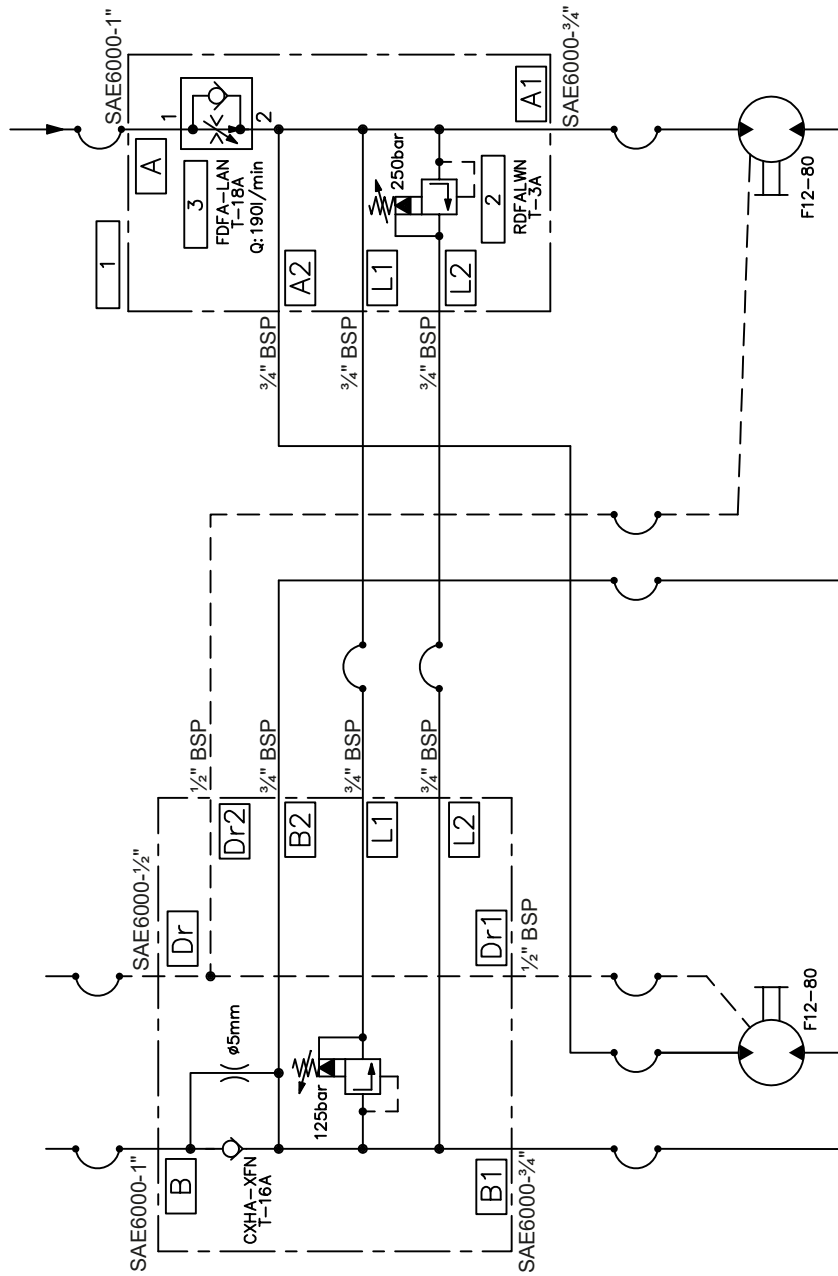 SAE6000-1"
A
1
2
3
FDFA-LAN
T-18A
Q:190l/min
1
A2
L1
L2
A1
SAE6000-¾"
250bar
2
RDFALWN
T-3A
¾" BSP
¾" BSP
¾" BSP
F12-80
½" BSP
¾" BSP
¾" BSP
¾" BSP
SAE6000-½"
Dr
Dr2
B2
L1
L2
Dr1
½" BSP
ø5mm
125bar
SAE6000-1"
B
CXHA-XFN
T-16A
B1
SAE6000-¾"
F12-80